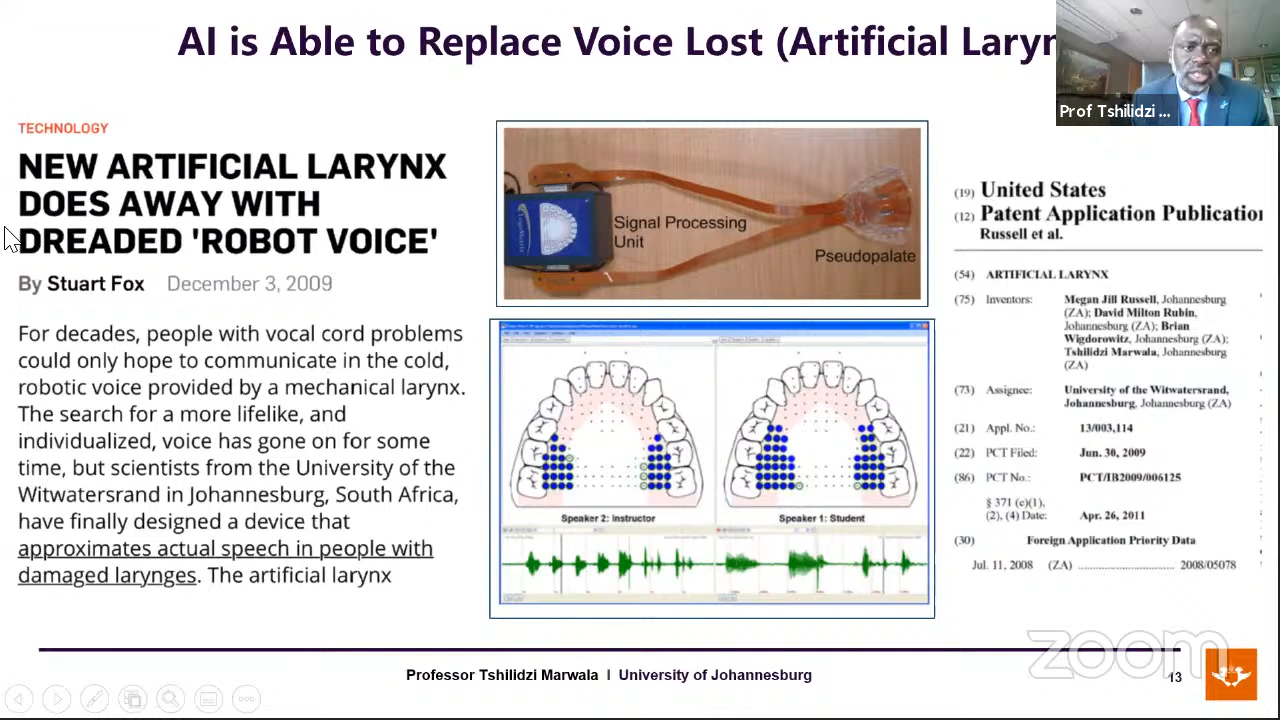 AI is Able to Replace Voice Lost (Artificial Laryn
Prof Tshilidzi ...
TECHNOLOGY
NEW ARTIFICIAL LARYNX
DOES AWAY WITH
DREADED 'ROBOT VOICE'
By Stuart Fox December 3, 2009
For decades, people with vocal cord problems
could only hope to communicate in the cold,
robotic voice provided by a mechanical larynx.
The search for a more lifelike, and
individualized, voice has gone on for some
time, but scientists from the University of the
Witwatersrand in Johannesburg, South Africa,
have finally designed a device that
approximates actual speech in people with
damaged larynges. The artificial larynx
Signal Processing
Unit
Pseudopalate
Speaker 2: Instructor
Speaker 1: Student
(19) United States
(12) Patent Application Publication
Russell et al.
(54) ARTIFICIAL LARYNX
(75) Inventors: Megan Jill Russell, Johannesburg
(ZA); David Milton Rubin,
Johannesburg (ZA); Brian
Wigdorowitz, Johannesburg (ZA);
Tshilidzi Marwala, Johannesburg
(ZA)
(73) Assignee: University of the Witwatersrand,
Johannesburg, Johannesburg (ZA)
(21) Appl. No.: 13/003,114
(22) PCT Filed: Jun. 30, 2009
(86) PCT No.: PCT/IB2009/006125
§ 371 (c)(1),
(2), (4) Date: Apr. 26, 2011
(30) Foreign Application Priority Data
Jul. 11, 2008 (ZA) ................................ 2008/05078
zoom
Professor Tshilidzi Marwala | University of Johannesburg
13